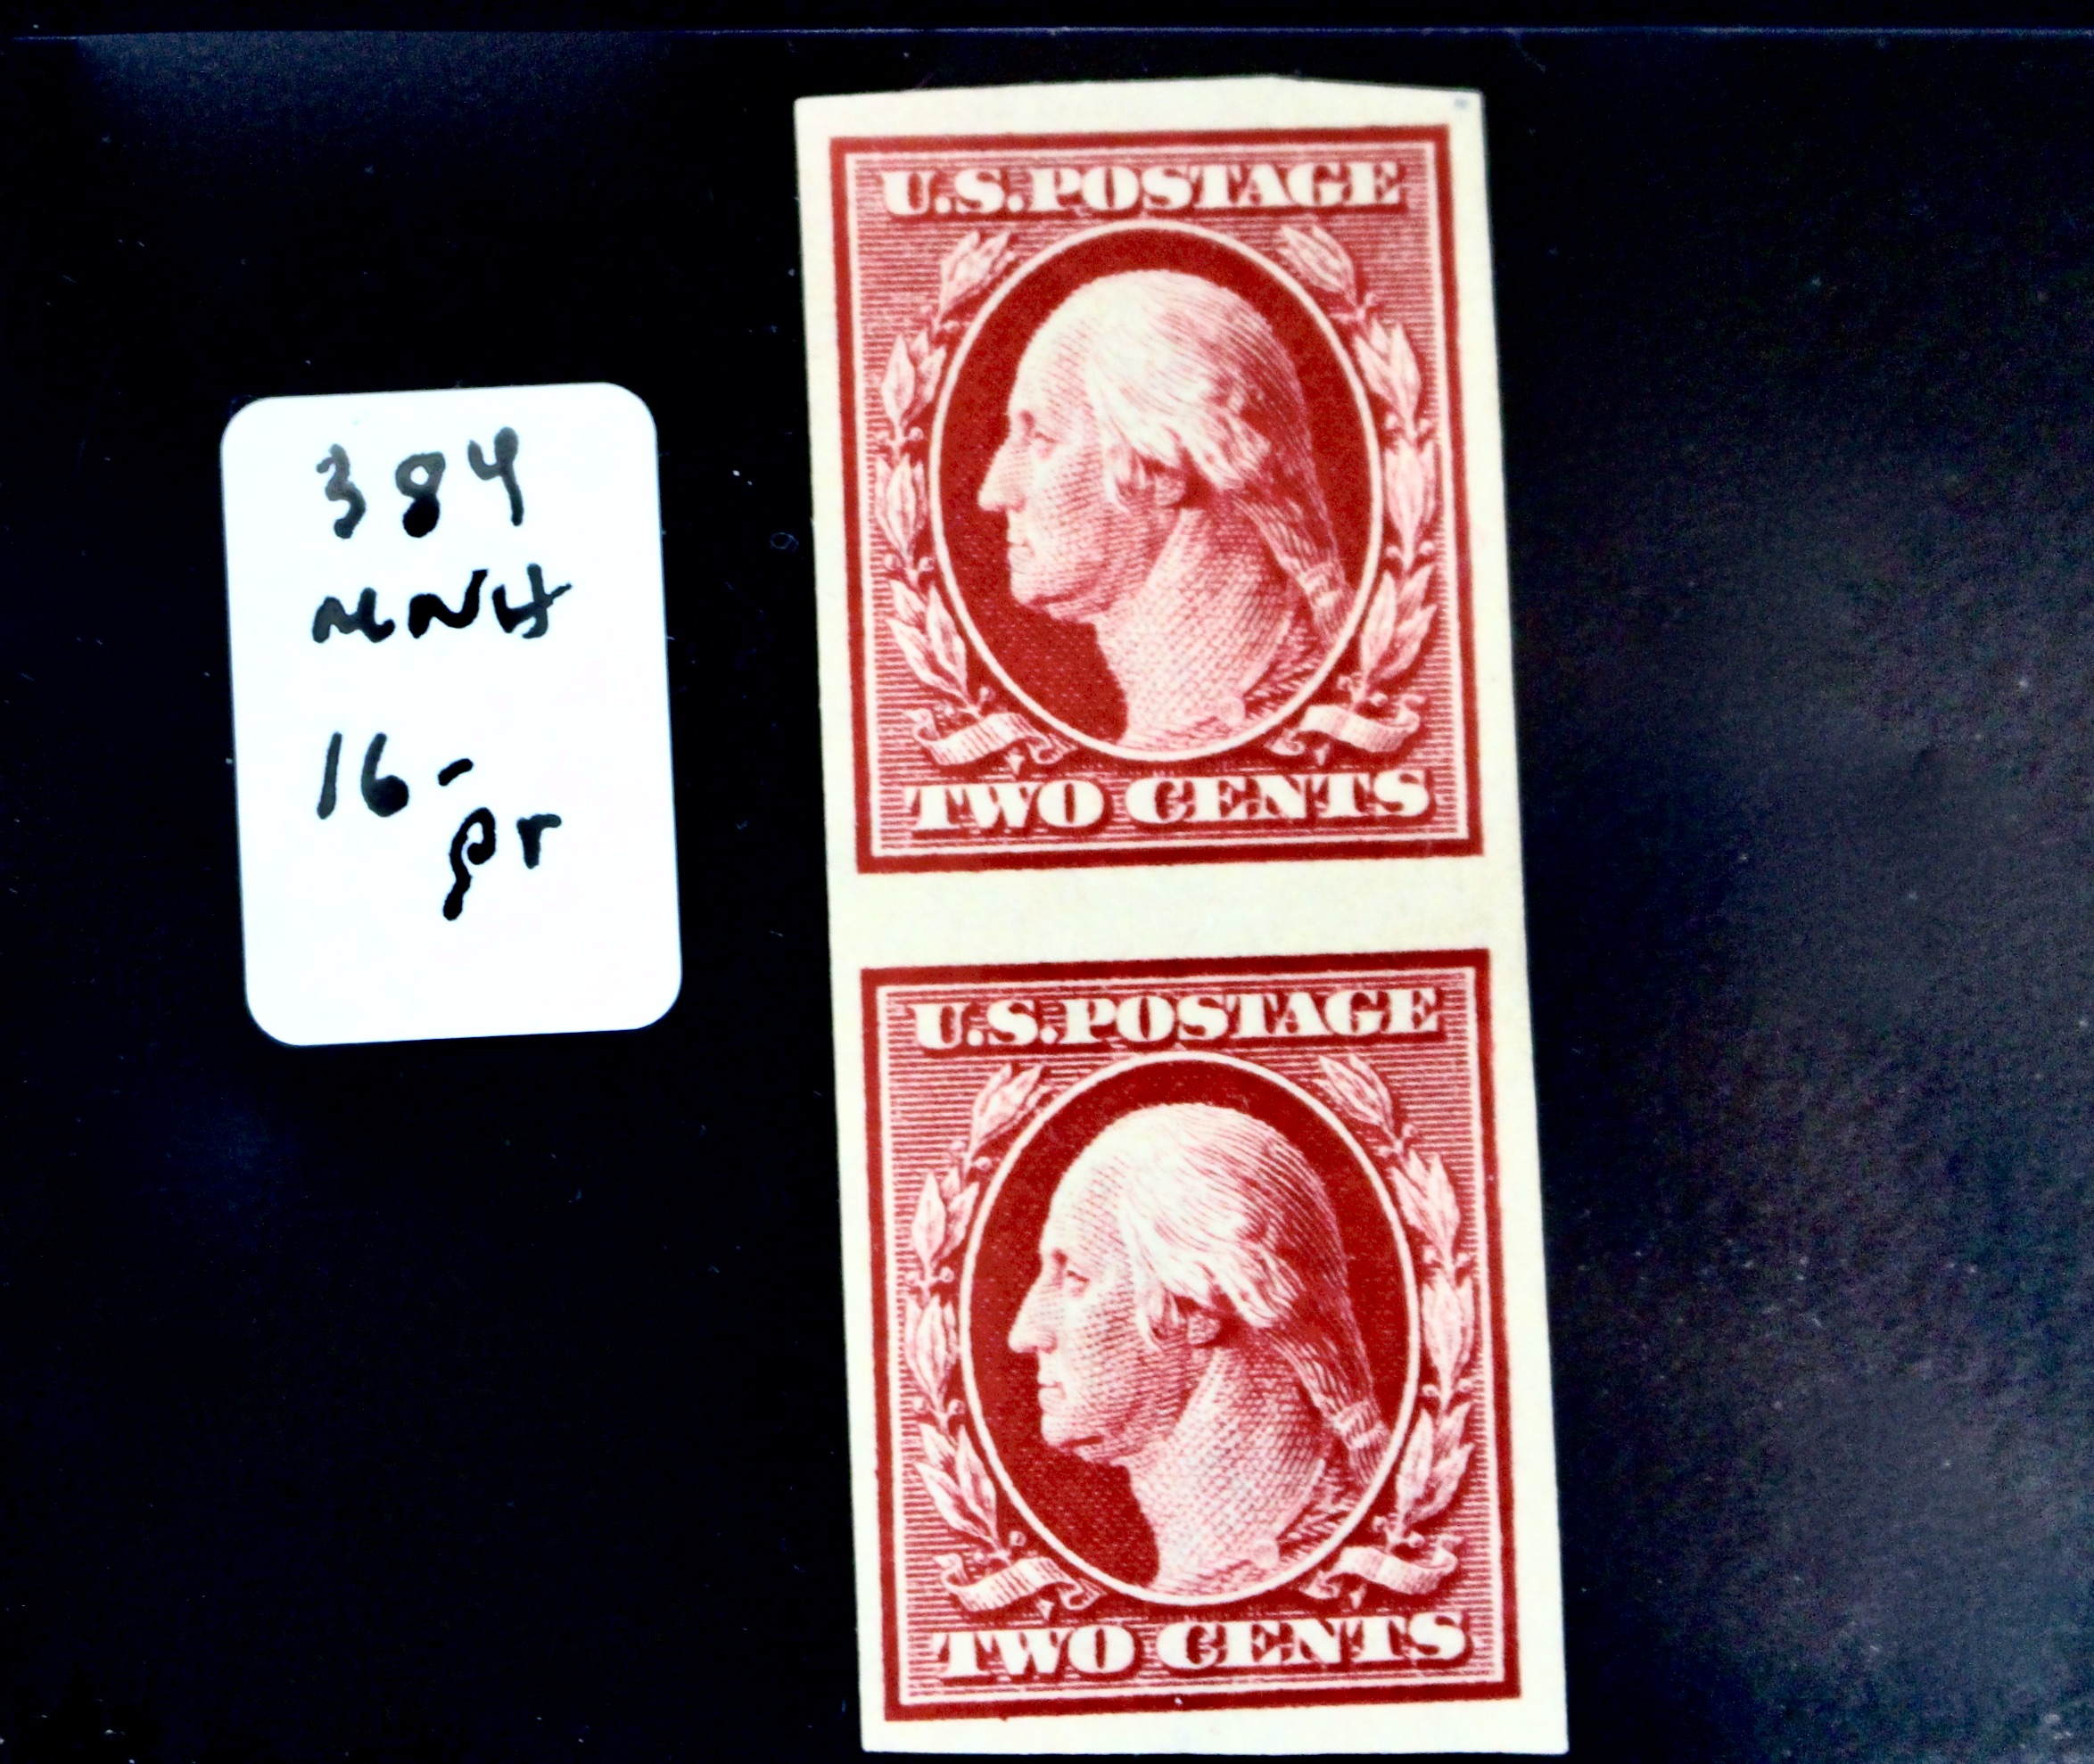 384
MNH
16-
pr
U.S.POSTAGE
TWO CENTS
U.S.POSTAGE
TWO CENTS